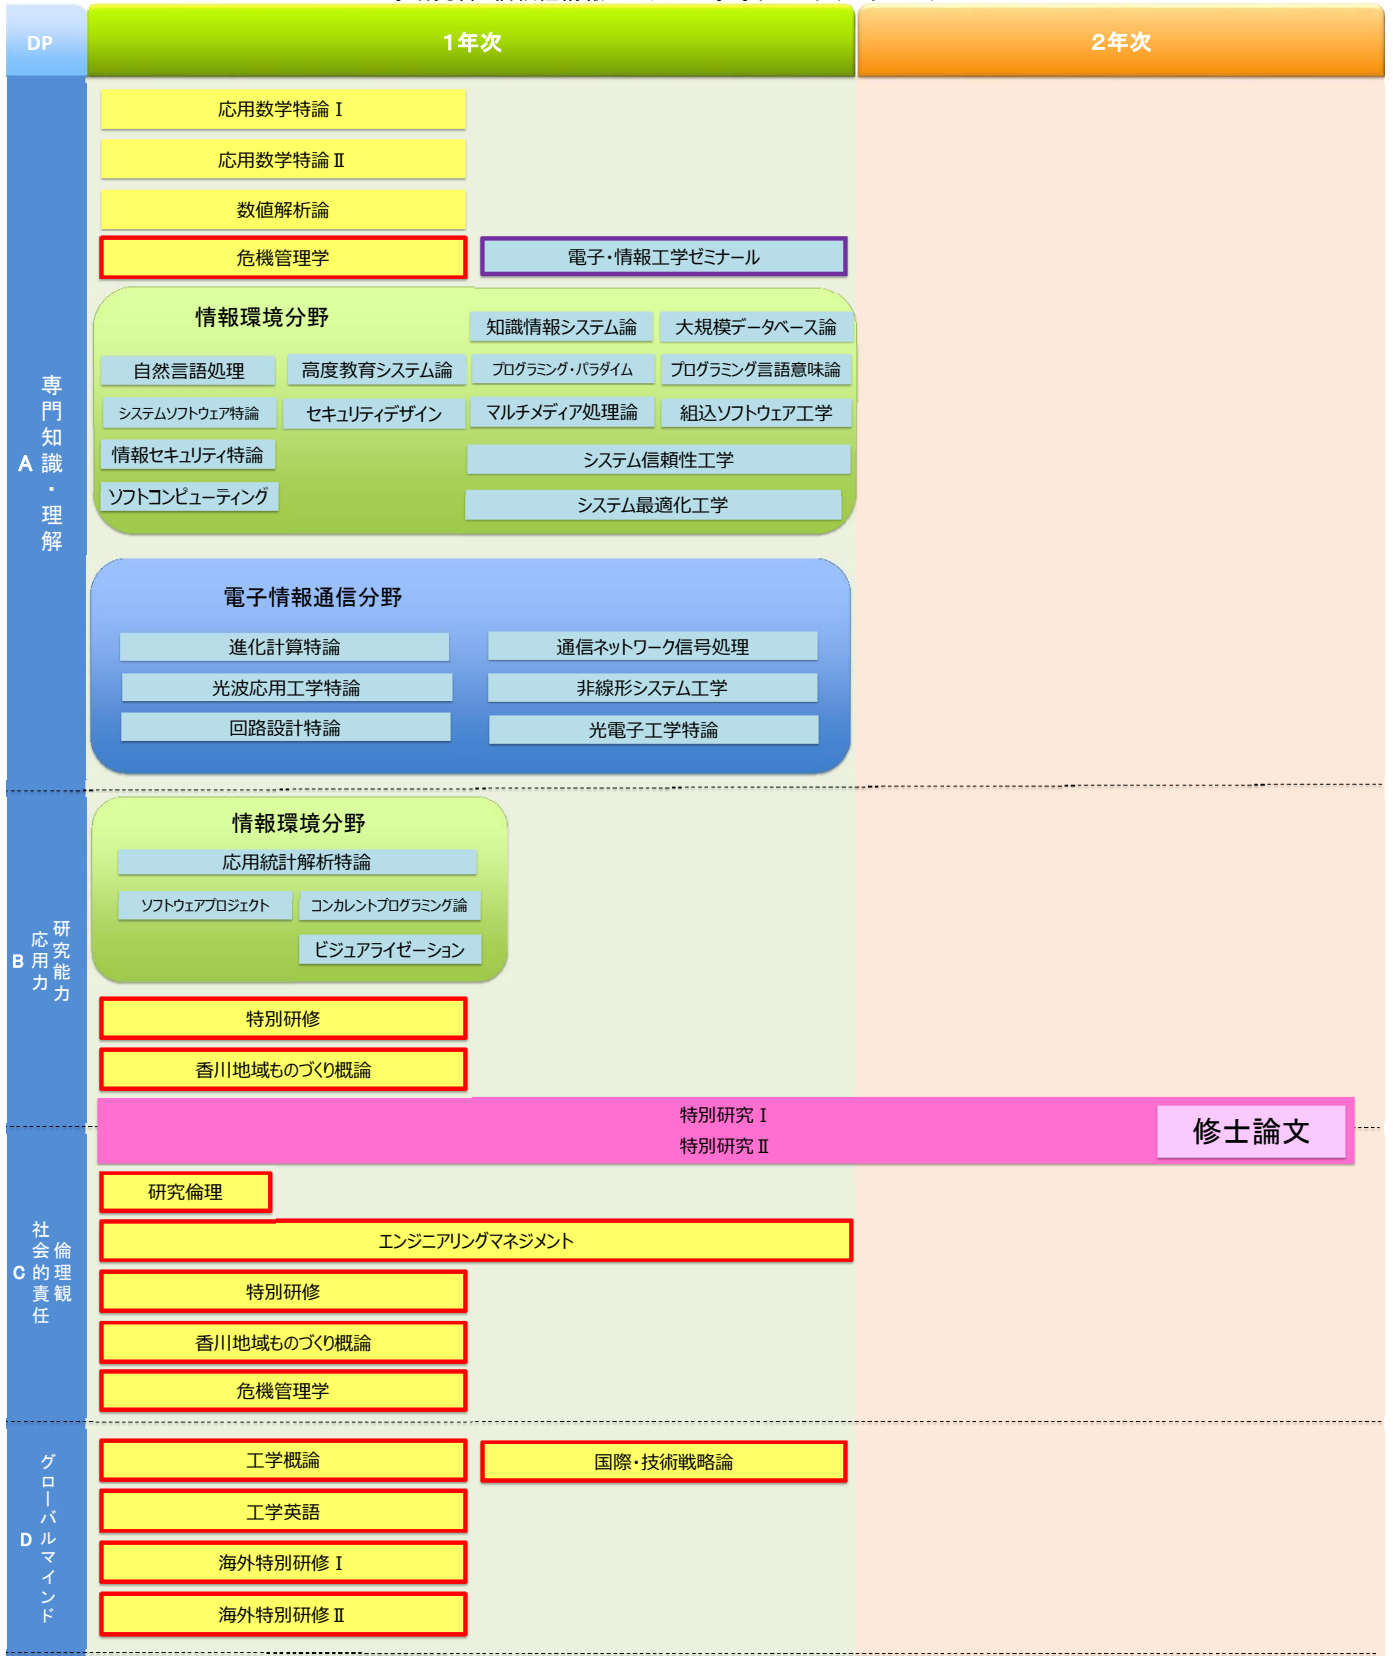 DP
1年次
2年次
A
専門知識・理解
応用数学特論Ⅰ
応用数学特論Ⅱ
数値解析論
危機管理学
電子・情報工学ゼミナール
情報環境分野
知識情報システム論
大規模データベース論
自然言語処理
高度教育システム論
プログラミング・パラダイム
プログラミング言語意味論
システムソフトウェア特論
セキュリティデザイン
マルチメディア処理論
組込ソフトウェア工学
情報セキュリティ特論
システム信頼性工学
ソフトコンピューティング
システム最適化工学
電子情報通信分野
進化計算特論
通信ネットワーク信号処理
光波応用工学特論
非線形システム工学
回路設計特論
光電子工学特論
B
研究能力
応用力
情報環境分野
応用統計解析特論
ソフトウェアプロジェクト
コンカレントプログラミング論
ビジュアライゼーション
特別研修
香川地域ものづくり概論
特別研究Ⅰ
特別研究Ⅱ
修士論文
C
倫理観
社会的責任
研究倫理
エンジニアリングマネジメント
特別研修
香川地域ものづくり概論
危機管理学
D
グローバルマインド
工学概論
国際・技術戦略論
工学英語
海外特別研修Ⅰ
海外特別研修Ⅱ